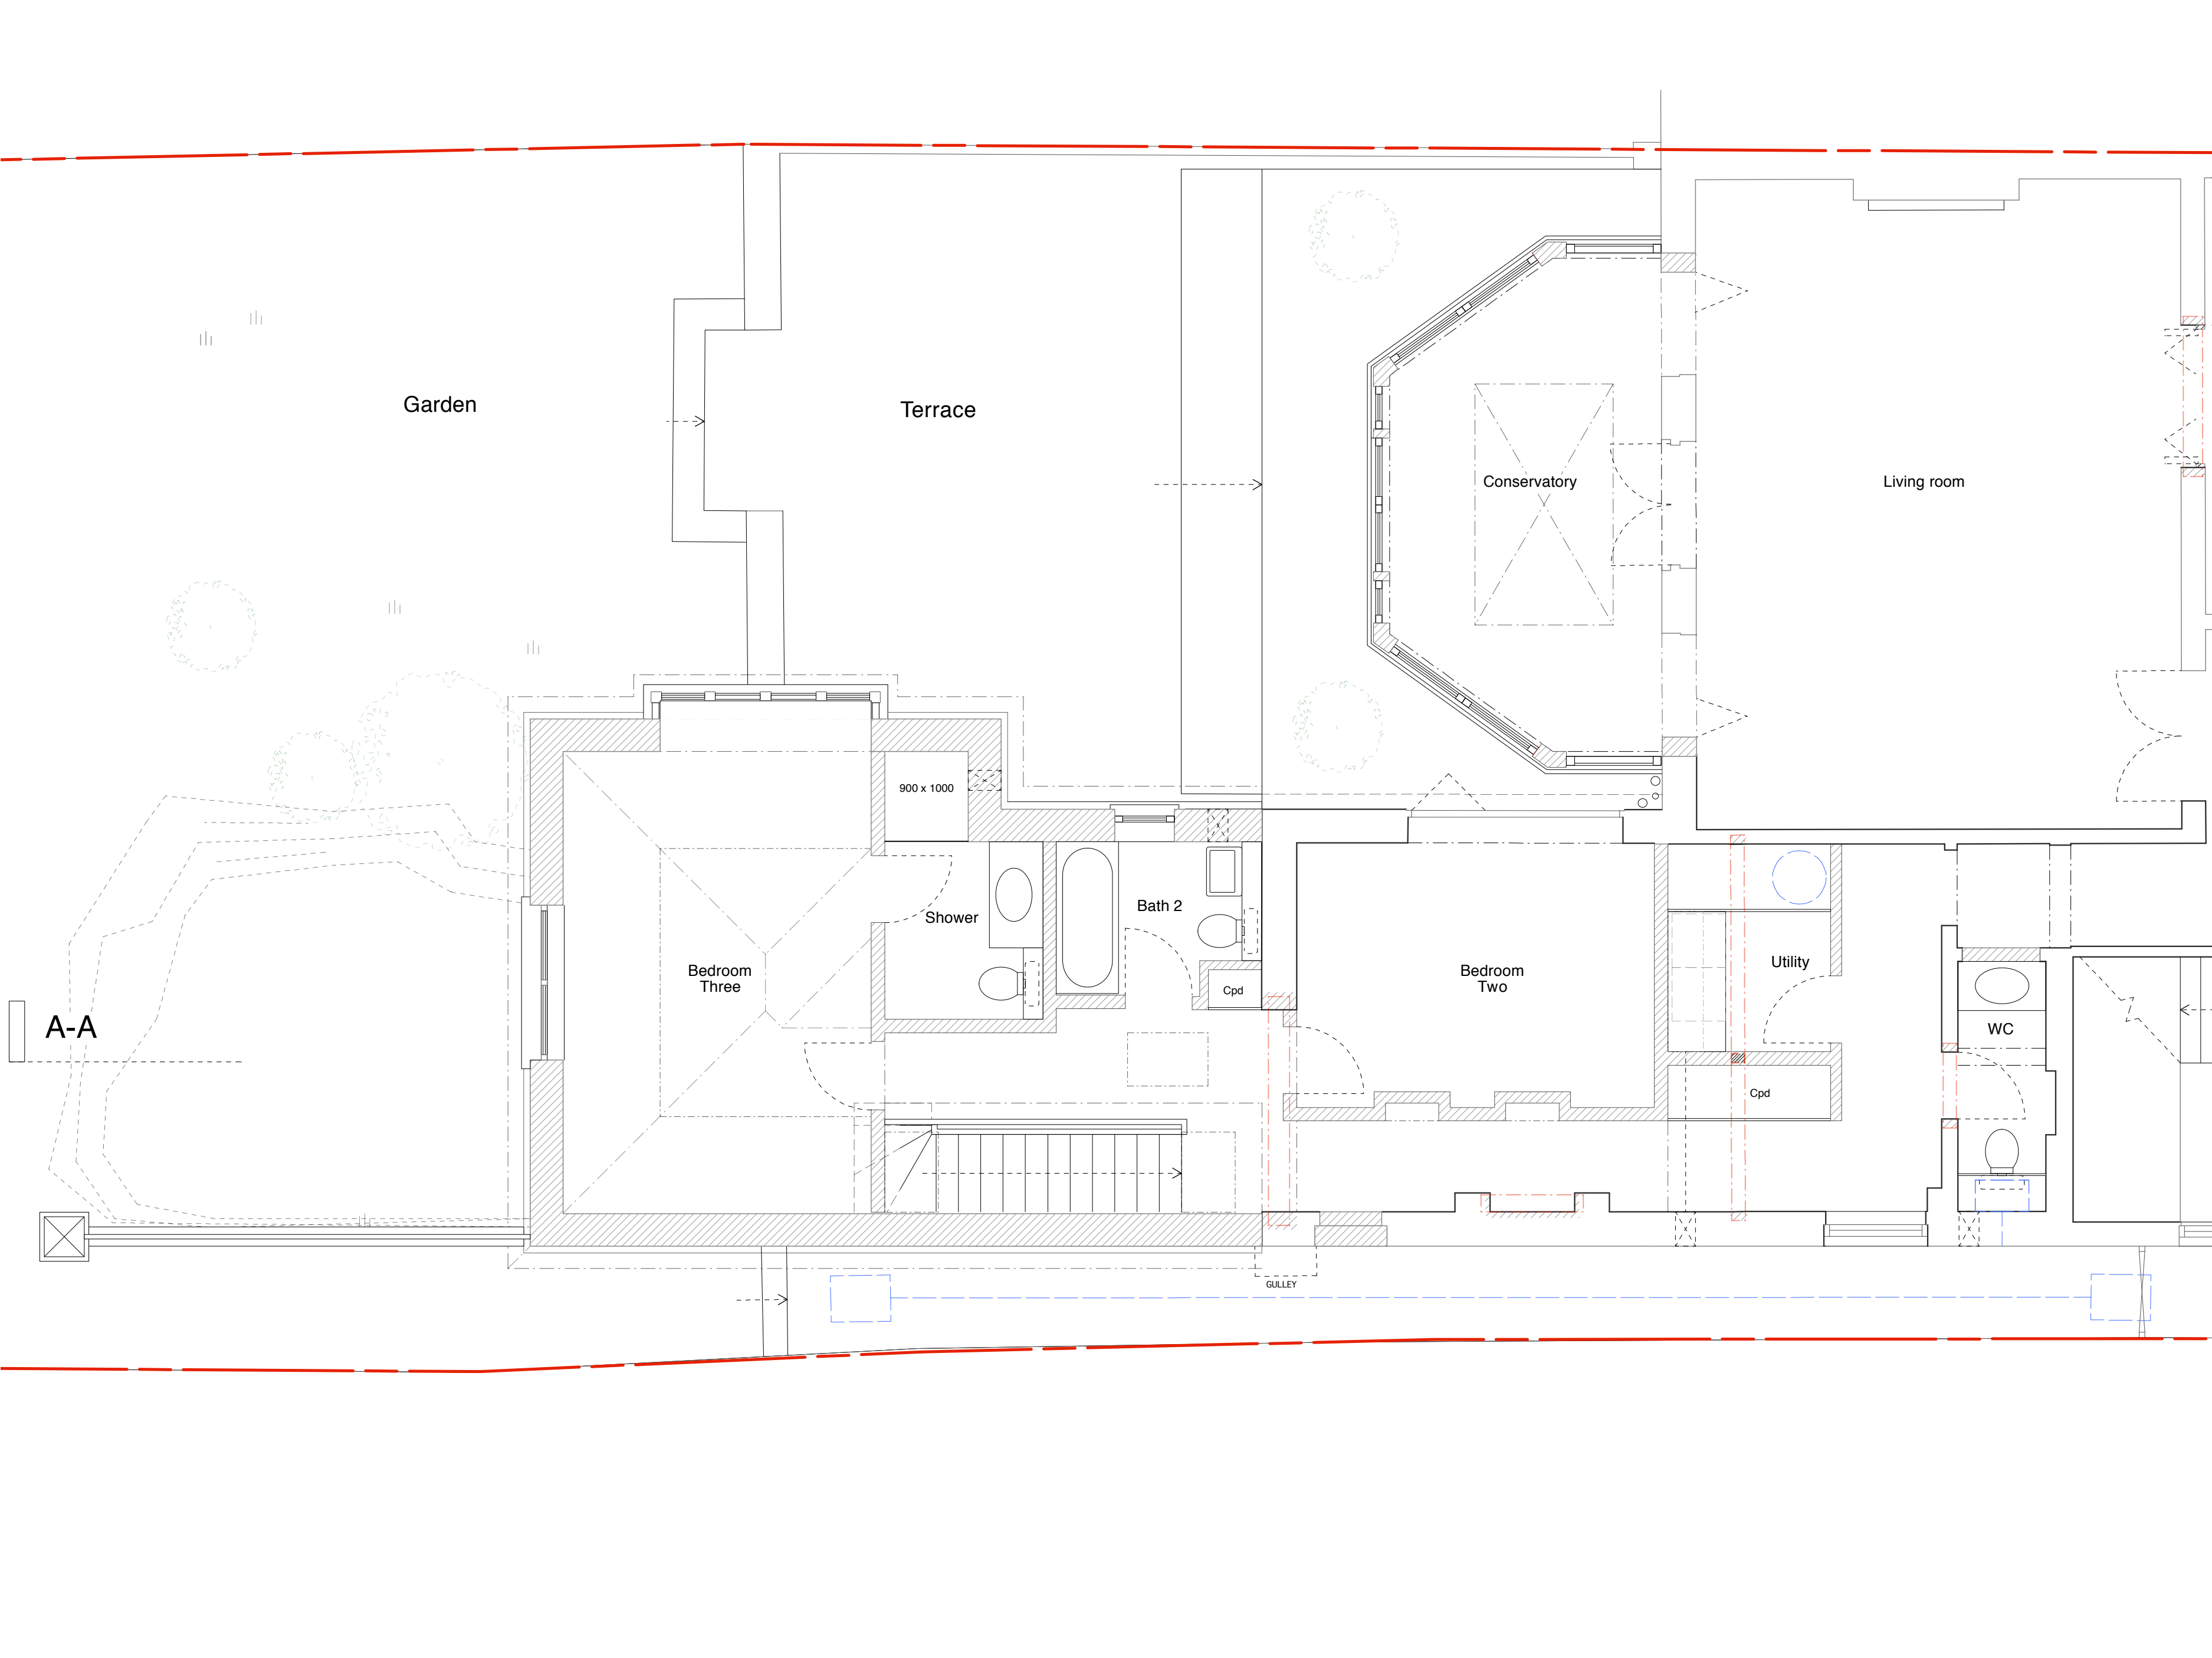 Garden
Terrace
Conservatory
Living room
900 x 1000
Shower
Bath 2
Bedroom
Three
Cpd
Bedroom
Two
Utility
WC
Cpd
A-A
GULLEY